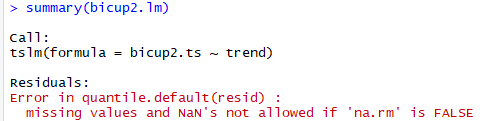 > summary(bicup2.lm)
Call:
tslm(formula = bicup2.ts ~ trend)
Residuals:
Error in quantile.default(resid) :
  missing values and NaN's not allowed if 'na.rm' is FALSE